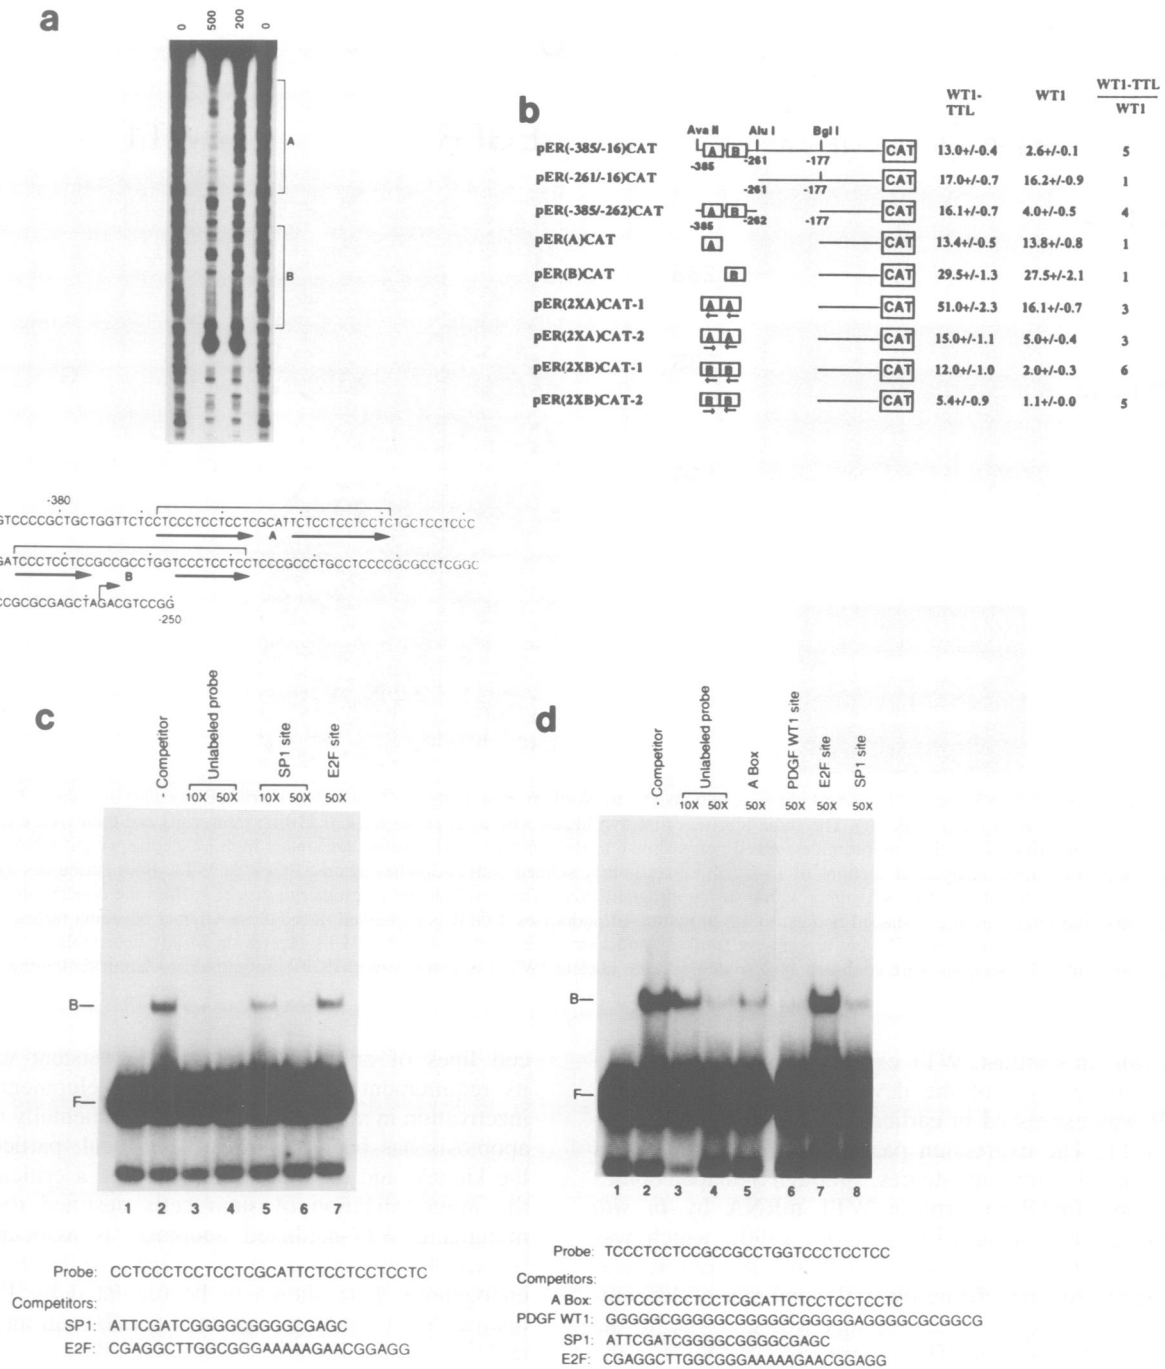 a
0 500 200 0
A
B
-380
GTCCCCGCTGCTGGTTCTCCTCCCTCCTCCTCGCATTCTCCTCCTCCTCTGCTCCTCCC
A
GATCCCTCCTCCGCCGCCTGGTCCCTCCTCCTCCCGCCCTGCCTCCCCGCGCCTCGGC
B
CCGCGCGAGCTAGACGTCCGG
-250
b
WT1-TTL WT1 WT1-TTL/WT1
Ava II Alu I Bgl I
pER(-385/-16)CAT A B CAT 13.0+/-0.4 2.6+/-0.1 5
-385 -261 -177
pER(-261/-16)CAT CAT 17.0+/-0.7 16.2+/-0.9 1
-261 -177
pER(-385/-262)CAT A B CAT 16.1+/-0.7 4.0+/-0.5 4
-385 -262 -177
pER(A)CAT A CAT 13.4+/-0.5 13.8+/-0.8 1
pER(B)CAT B CAT 29.5+/-1.3 27.5+/-2.1 1
pER(2XA)CAT-1 A A CAT 51.0+/-2.3 16.1+/-0.7 3
pER(2XA)CAT-2 A A CAT 15.0+/-1.1 5.0+/-0.4 3
pER(2XB)CAT-1 B B CAT 12.0+/-1.0 2.0+/-0.3 6
pER(2XB)CAT-2 B B CAT 5.4+/-0.9 1.1+/-0.0 5
c
- Competitor Unlabeled probe SP1 site E2F site
10X 50X 10X 50X 50X
B—
F—
1 2 3 4 5 6 7
Probe: CCTCCCTCCTCCTCGCATTCTCCTCCTCCTC
Competitors:
SP1: ATTCGATCGGGGCGGGGCGAGC
E2F: CGAGGCTTGGCGGGAAAAAGAACGGAGG
d
- Competitor Unlabeled probe A Box PDGF WT1 site E2F site SP1 site
10X 50X 50X 50X 50X 50X
B—
F—
1 2 3 4 5 6 7 8
Probe: TCCCTCCTCCGCCGCCTGGTCCCTCCTCC
Competitors:
A Box: CCTCCCTCCTCCTCGCATTCTCCTCCTCCTC
PDGF WT1: GGGGGCGGGGGCGGGGGCGGGGGAGGGGCGCGGCG
SP1: ATTCGATCGGGGCGGGGCGAGC
E2F: CGAGGCTTGGCGGGAAAAAGAACGGAGG